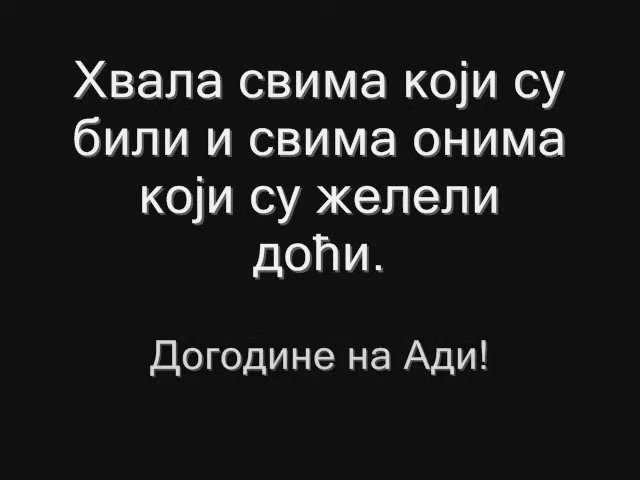 Хвала свима који су
били и свима онима
који су желели
доћи.
Догодине на Ади!